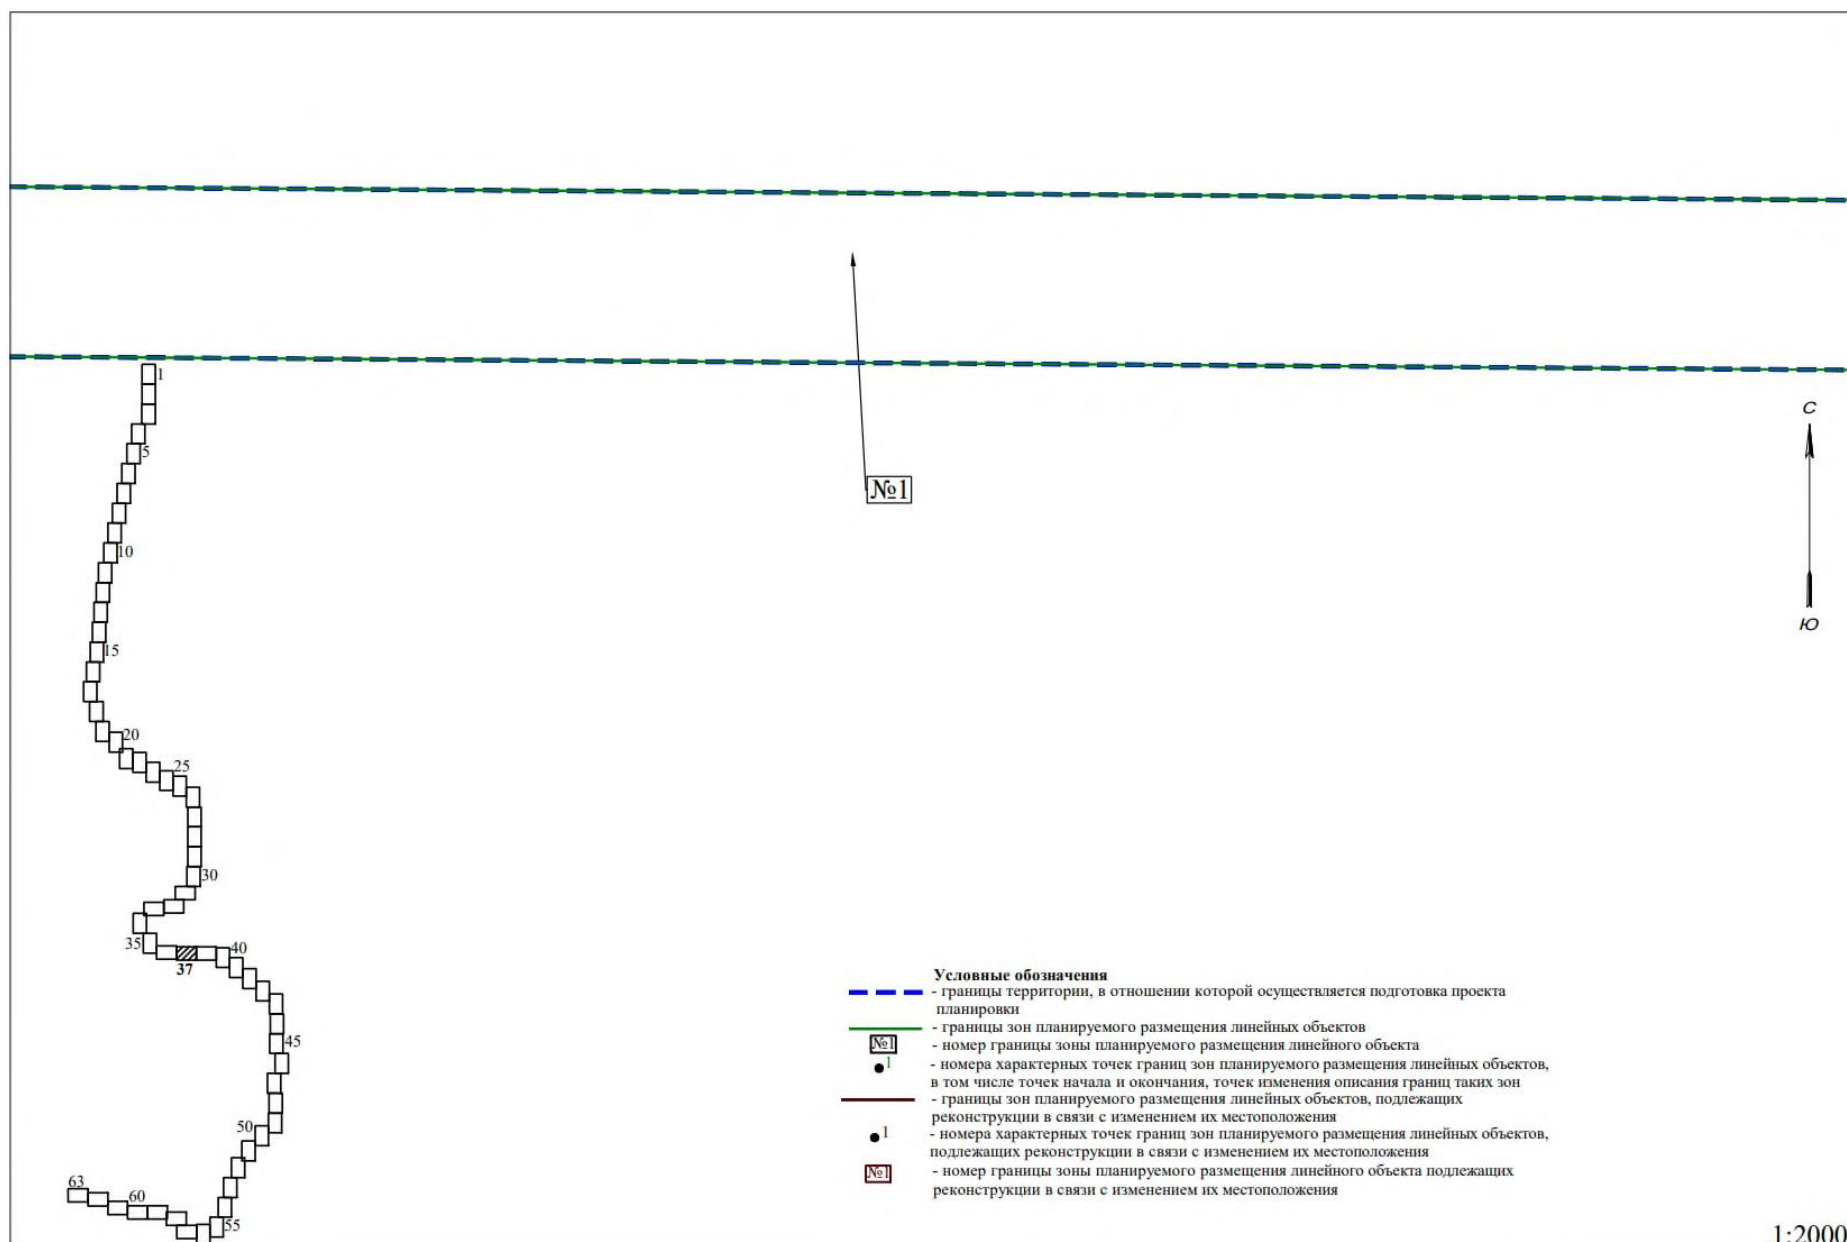 1
5
С
№1
10
Ю
15
20
25
30
35
40
37
Условные обозначения
- границы территории, в отношении которой осуществляется подготовка проекта
планировки
- границы зон планируемого размещения линейных объектов
№1 - номер границы зоны планируемого размещения линейного объекта
1 - номера характерных точек границ зон планируемого размещения линейных объектов,
в том числе точек начала и окончания, точек изменения описания границ таких зон
- границы зон планируемого размещения линейных объектов, подлежащих
реконструкции в связи с изменением их местоположения
1 - номера характерных точек границ зон планируемого размещения линейных объектов,
подлежащих реконструкции в связи с изменением их местоположения
№1 - номер границы зоны планируемого размещения линейного объекта подлежащих
реконструкции в связи с изменением их местоположения
45
50
63
60
55
1:2000